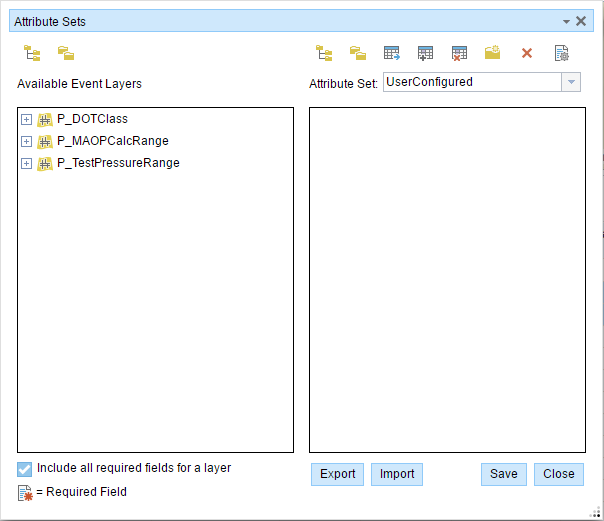 Attribute Sets
Available Event Layers
Attribute Set: UserConfigured
P_DOTClass
P_MAOPCalcRange
P_TestPressureRange
Include all required fields for a layer
= Required Field
Export Import Save Close